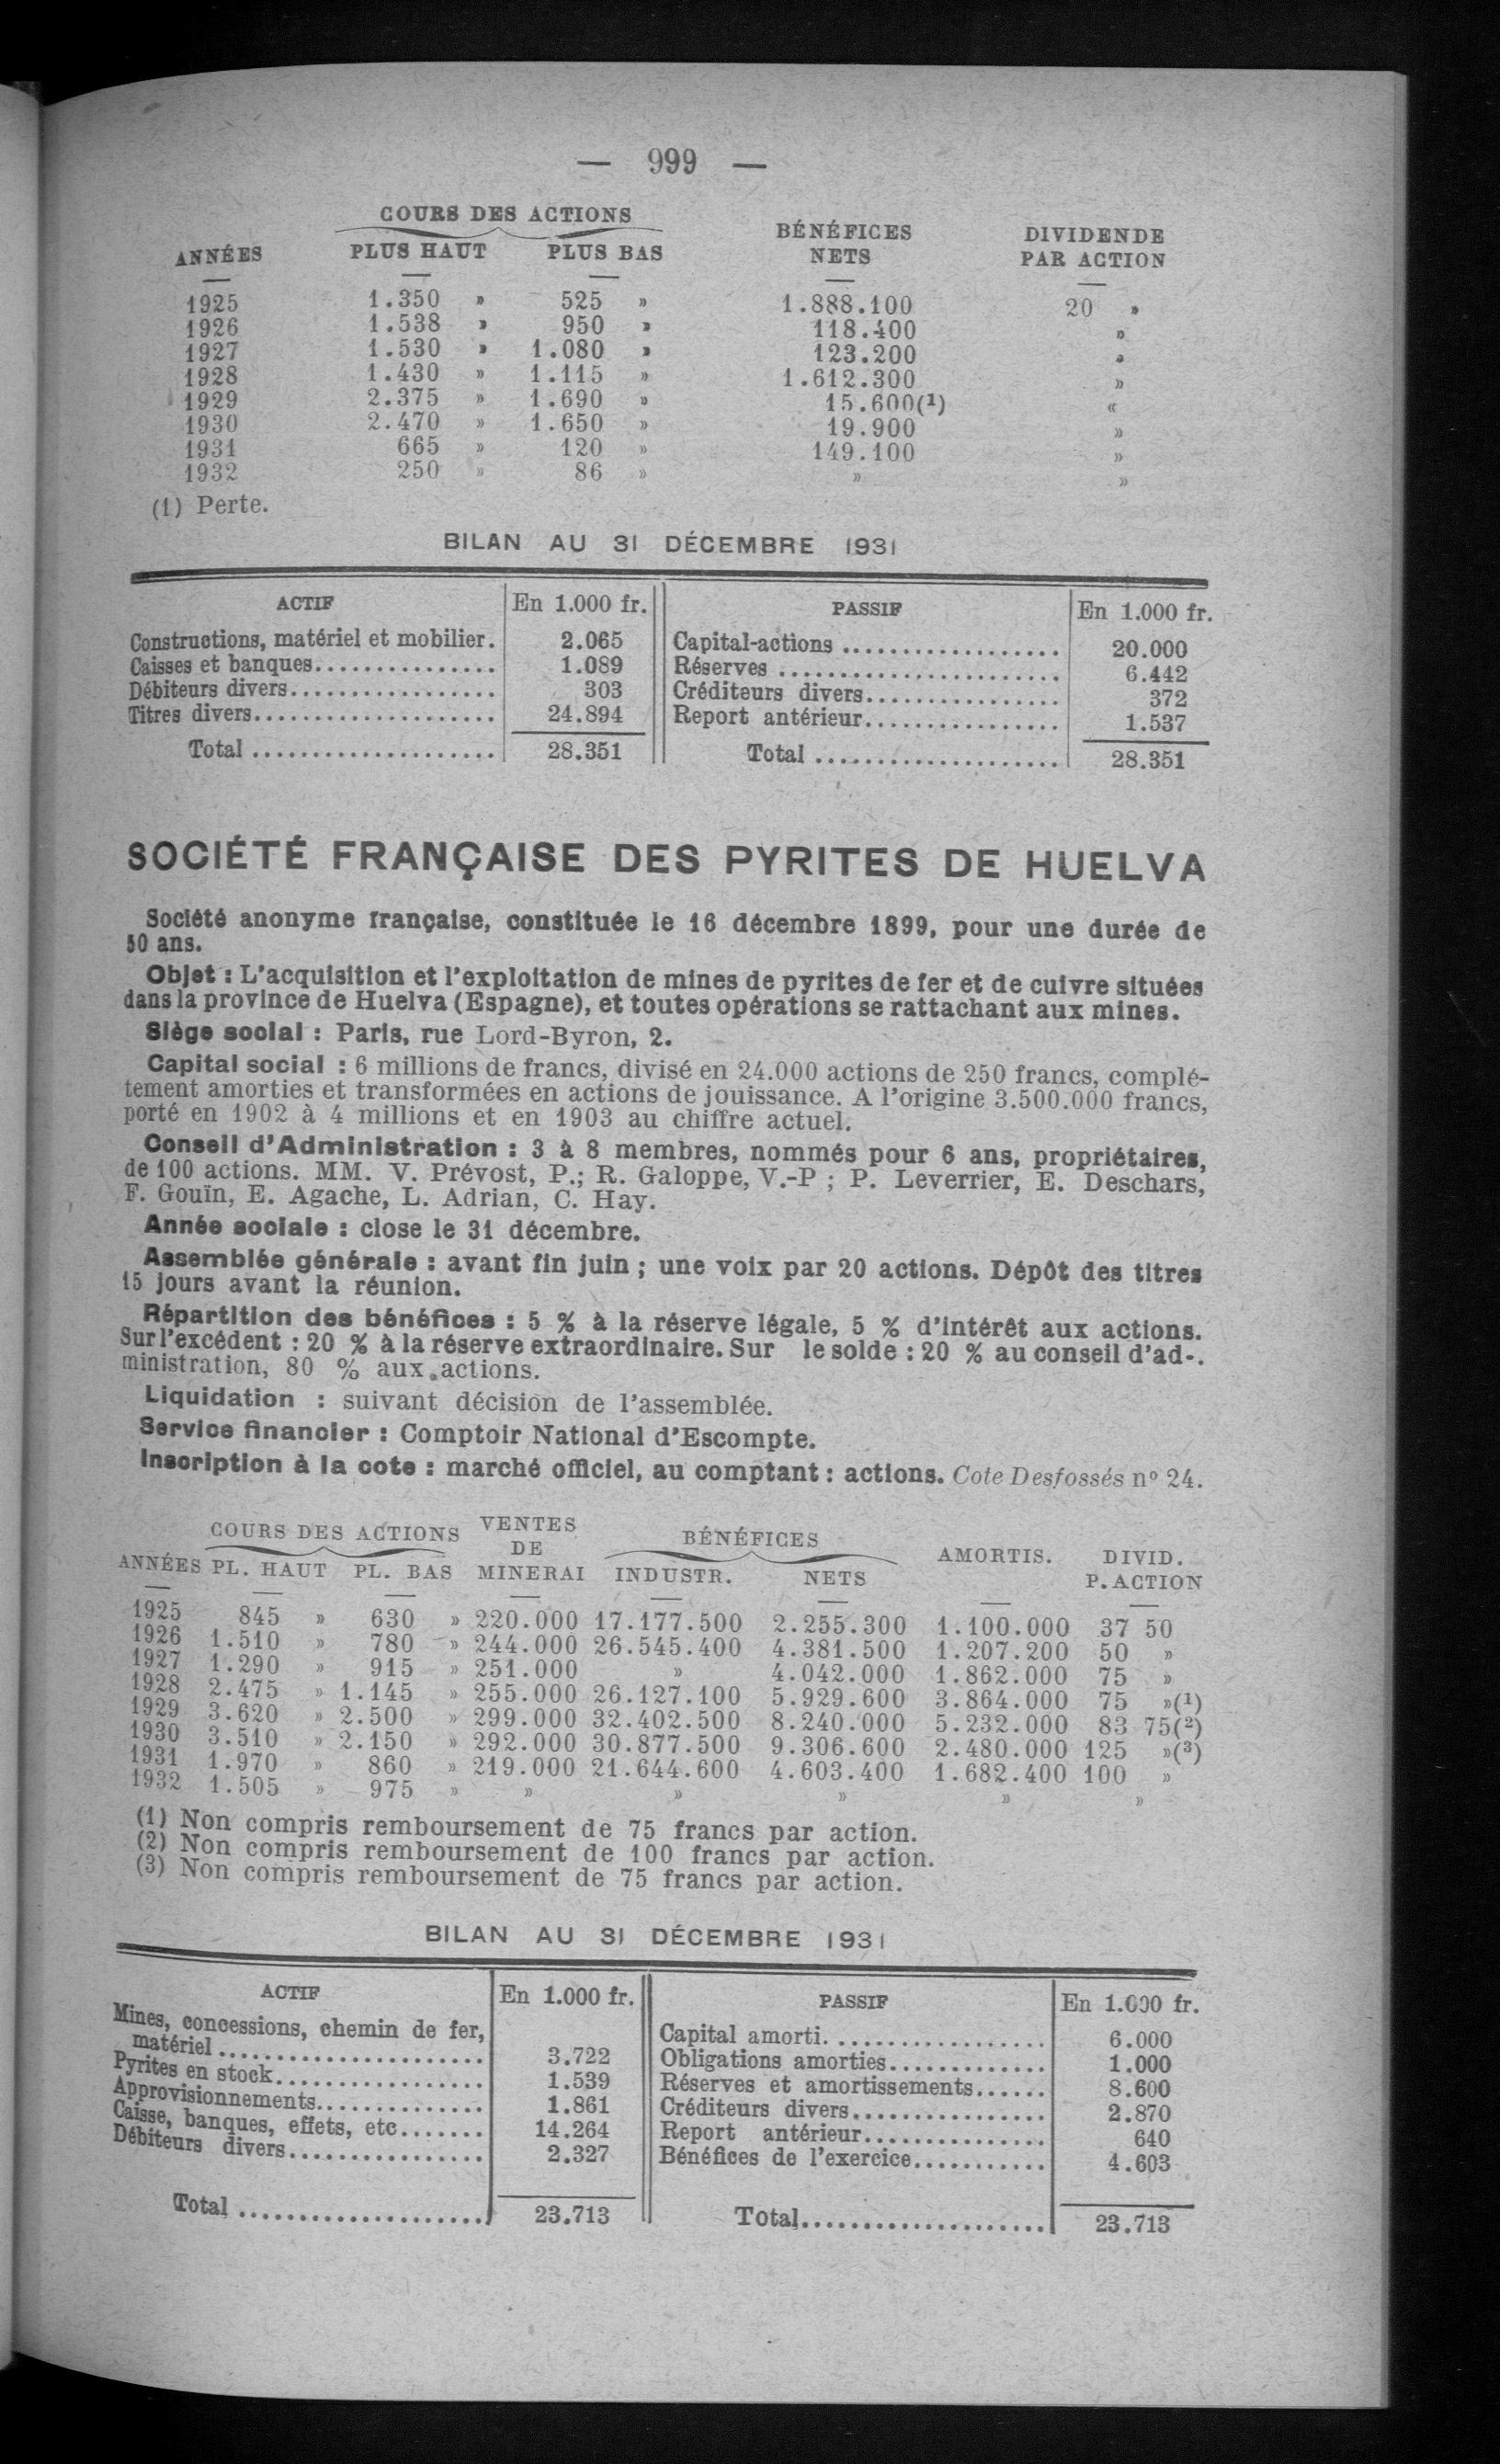 — 999 —
COURS DES ACTIONS
BÉNÉFICES DIVIDENDE
ANNÉES PLUS HAUT PLUS BAS NETS PAR ACTION
1925 1.350 » 525 » 1.888.100 20 »
1926 1.538 » 950 » 118.400 »
1927 1.530 » 1.080 » 123.200 »
1928 1.430 » 1.115 » 1.612.300 »
1929 2.375 » 1.690 » 15.600(1) «
1930 2.470 » 1.650 » 19.900 »
1931 665 » 120 » 149.100 »
1932 250 » 86 » » »
(1) Perte.
BILAN AU 31 DÉCEMBRE 1931
ACTIF En 1.000 fr. PASSIF En 1.000 fr.
Constructions, matériel et mobilier. 2.065 Capital-actions .................. 20.000
Caisses et banques............... 1.089 Réserves ....................... 6.442
Débiteurs divers................. 303 Créditeurs divers................ 372
Titres divers.................... 24.894 Report antérieur................ 1.537
Total .................... 28.351 Total .................... 28.351
SOCIÉTÉ FRANÇAISE DES PYRITES DE HUELVA
Société anonyme française, constituée le 16 décembre 1899, pour une durée de
50 ans.
Objet : L'acquisition et l'exploitation de mines de pyrites de fer et de cuivre situées
dans la province de Huelva (Espagne), et toutes opérations se rattachant aux mines.
Siège social : Paris, rue Lord-Byron, 2.
Capital social : 6 millions de francs, divisé en 24.000 actions de 250 francs, complé-
tement amorties et transformées en actions de jouissance. A l'origine 3.500.000 francs,
porté en 1902 à 4 millions et en 1903 au chiffre actuel.
Conseil d'Administration : 3 à 8 membres, nommés pour 6 ans, propriétaires,
de 100 actions. MM. V. Prévost, P.; R. Galoppe, V.-P ; P. Leverrier, E. Deschars,
F. Gouin, E. Agache, L. Adrian, C. Hay.
Année sociale : close le 31 décembre.
Assemblée générale : avant fin juin ; une voix par 20 actions. Dépôt des titres
15 jours avant la réunion.
Répartition des bénéfices : 5 % à la réserve légale, 5 % d'intérêt aux actions.
Sur l'excédent : 20 % à la réserve extraordinaire. Sur le solde : 20 % au conseil d'ad-.
ministration, 80 % aux actions.
Liquidation : suivant décision de l'assemblée.
Service financier : Comptoir National d'Escompte.
Inscription à la cote : marché officiel, au comptant : actions. Cote Desfossés nº 24.
COURS DES ACTIONS VENTES BÉNÉFICES
DE AMORTIS. DIVID.
ANNÉES PL. HAUT PL. BAS MINERAI INDUSTR. NETS P. ACTION
1925 845 » 630 » 220.000 17.177.500 2.255.300 1.100.000 37 50
1926 1.510 » 780 » 244.000 26.545.400 4.381.500 1.207.200 50 »
1927 1.290 » 915 » 251.000 » 4.042.000 1.862.000 75 »
1928 2.475 » 1.145 » 255.000 26.127.100 5.929.600 3.864.000 75 »(1)
1929 3.620 » 2.500 » 299.000 32.402.500 8.240.000 5.232.000 83 75(2)
1930 3.510 » 2.150 » 292.000 30.877.500 9.306.600 2.480.000 125 »(3)
1931 1.970 » 860 » 219.000 21.644.600 4.603.400 1.682.400 100 »
1932 1.505 » 975 » » » » » »
(1) Non compris remboursement de 75 francs par action.
(2) Non compris remboursement de 100 francs par action.
(3) Non compris remboursement de 75 francs par action.
BILAN AU 31 DÉCEMBRE 1931
ACTIF En 1.000 fr. PASSIF En 1.000 fr.
Mines, concessions, chemin de fer,
matériel ...................... 3.722 Capital amorti. .................. 6.000
Pyrites en stock................. 1.539 Obligations amorties............. 1.000
Approvisionnements.............. 1.861 Réserves et amortissements...... 8.600
Caisse, banques, effets, etc....... 14.264 Créditeurs divers................ 2.870
Débiteurs divers................ 2.327 Report antérieur............... 640
Bénéfices de l'exercice........... 4.603
Total .................... 23.713 Total.................... 23.713